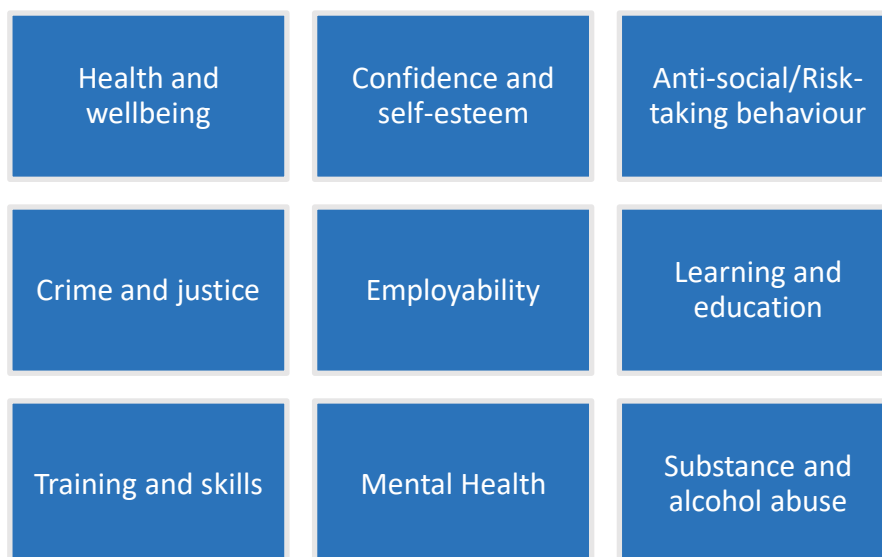 Health and
wellbeing
Confidence and
self-esteem
Anti-social/Risk-
taking behaviour
Crime and justice
Employability
Learning and
education
Training and skills
Mental Health
Substance and
alcohol abuse